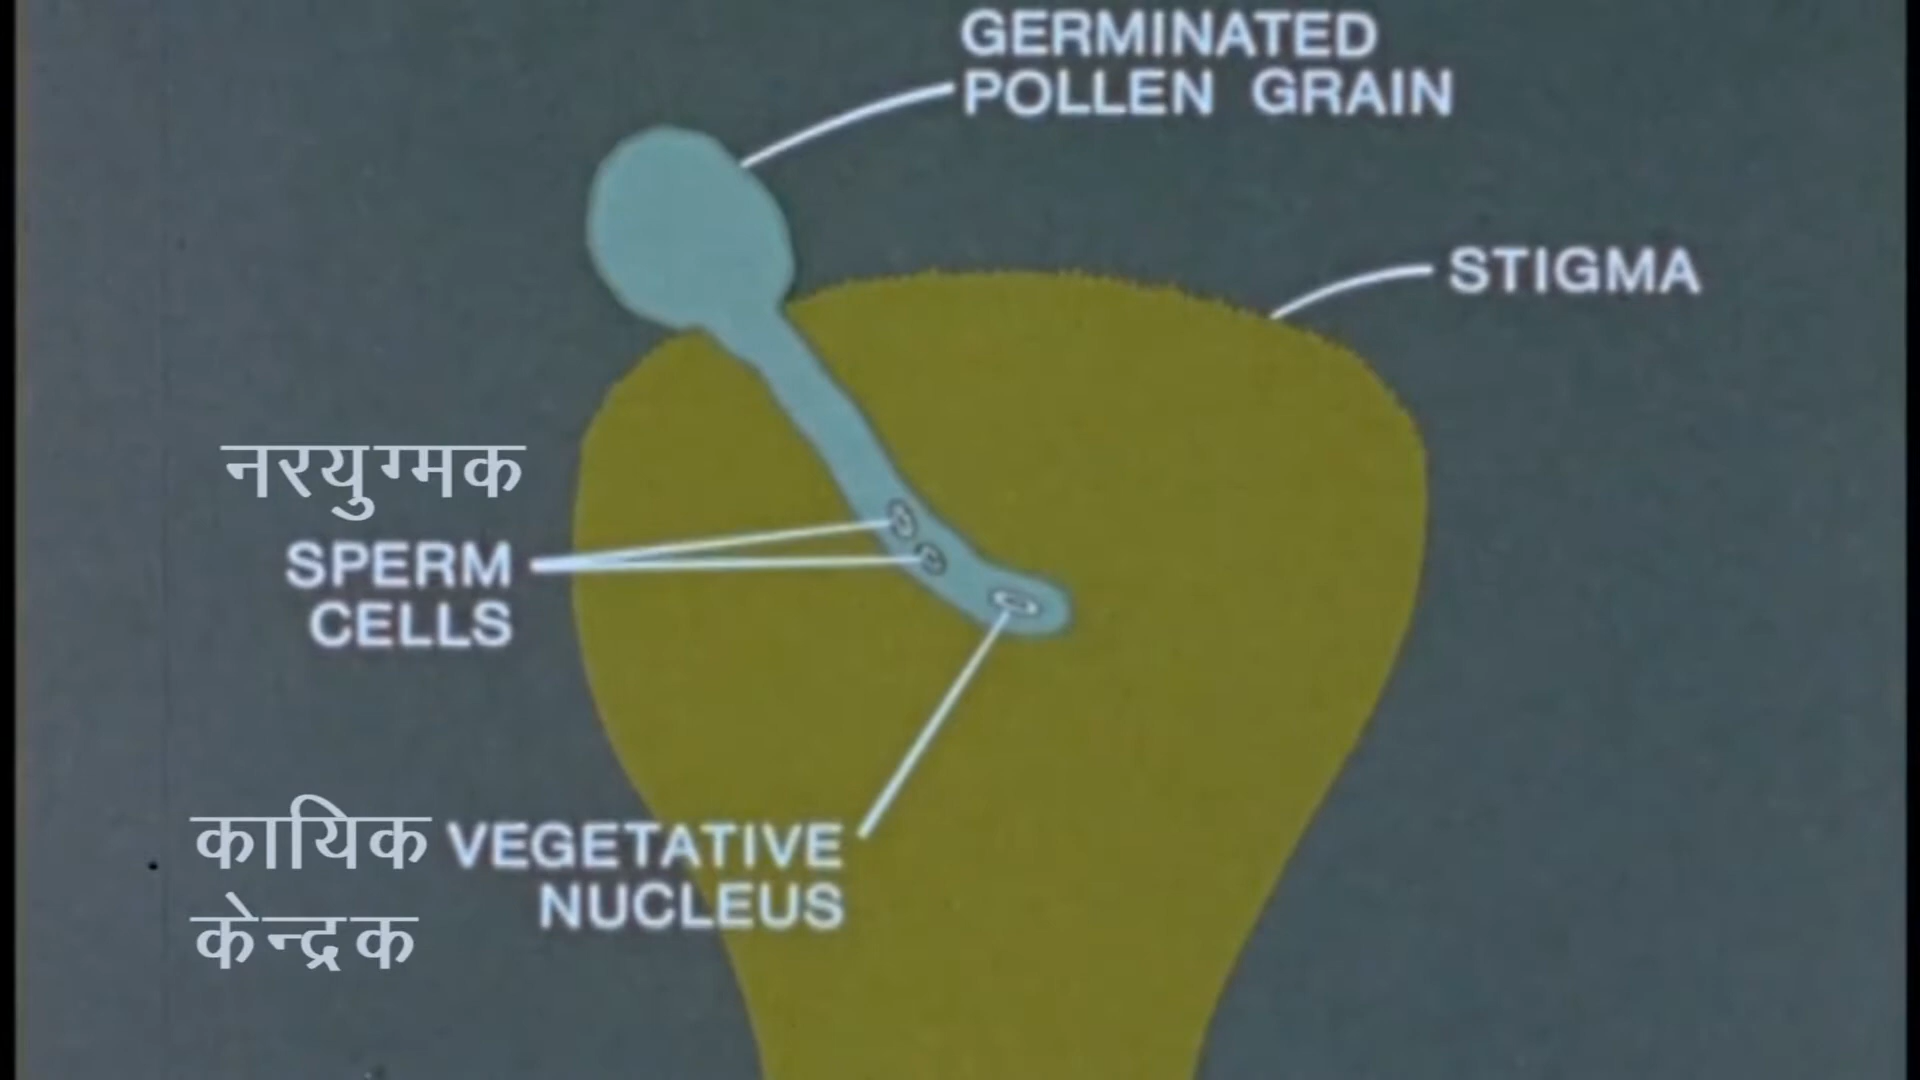 GERMINATED
POLLEN GRAIN
STIGMA
नरयुग्मक
SPERM
CELLS
कायिक VEGETATIVE
NUCLEUS
केन्द्रक